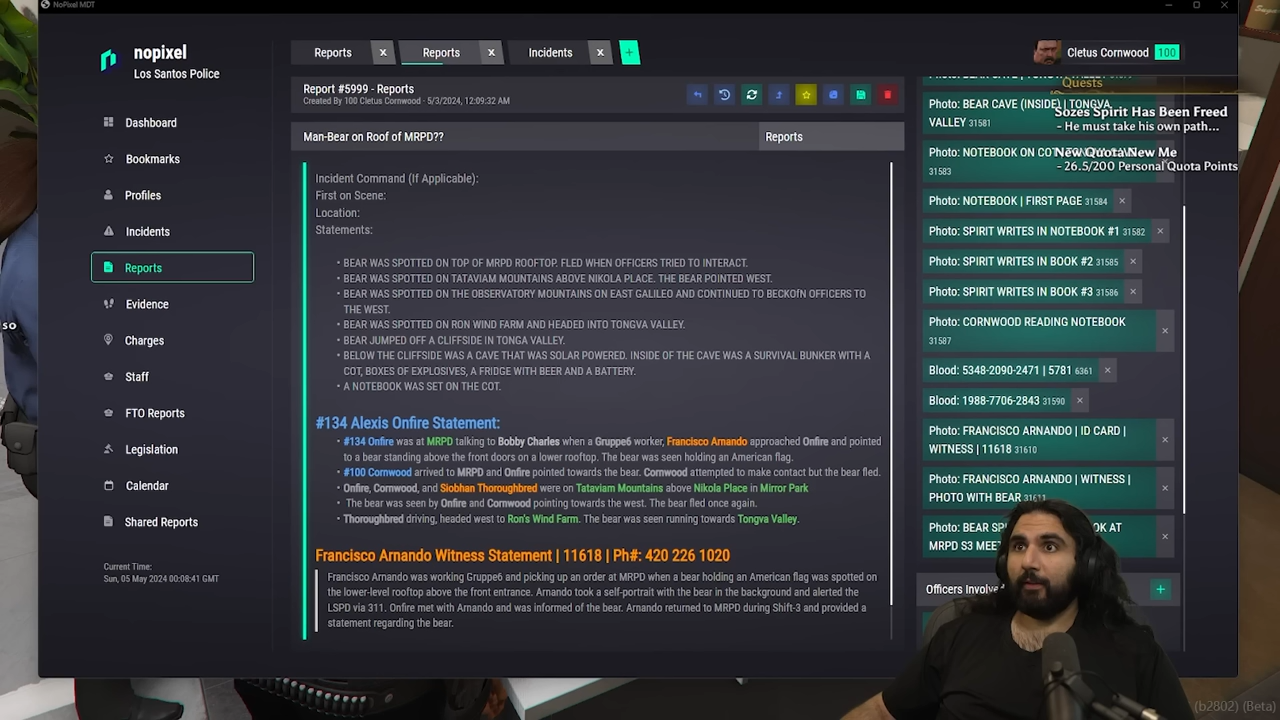 NoPixel MDT
nopixel
Los Santos Police
Reports x Reports x Incidents x +
Cletus Cornwood 100
Dashboard
Bookmarks
Profiles
Incidents
Reports
Evidence
Charges
Staff
FTO Reports
Legislation
Calendar
Shared Reports
Current Time:
Sun, 05 May 2024 00:08:41 GMT
so
Report #5999 - Reports
Created By 100 Cletus Cornwood - 5/3/2024, 12:09:32 AM
Man-Bear on Roof of MRPD??
Reports
Incident Command (If Applicable):
First on Scene:
Location:
Statements:
• BEAR WAS SPOTTED ON TOP OF MRPD ROOFTOP. FLED WHEN OFFICERS TRIED TO INTERACT.
• BEAR WAS SPOTTED ON TATAVIAM MOUNTAINS ABOVE NIKOLA PLACE. THE BEAR POINTED WEST.
• BEAR WAS SPOTTED ON THE OBSERVATORY MOUNTAINS ON EAST GALILEO AND CONTINUED TO BECKOIN OFFICERS TO
THE WEST.
• BEAR WAS SPOTTED ON RON WIND FARM AND HEADED INTO TONGVA VALLEY.
• BEAR JUMPED OFF A CLIFFSIDE IN TONGA VALLEY.
• BELOW THE CLIFFSIDE WAS A CAVE THAT WAS SOLAR POWERED. INSIDE OF THE CAVE WAS A SURVIVAL BUNKER WITH A
COT, BOXES OF EXPLOSIVES, A FRIDGE WITH BEER AND A BATTERY.
• A NOTEBOOK WAS SET ON THE COT.
#134 Alexis Onfire Statement:
• #134 Onfire was at MRPD talking to Bobby Charles when a Gruppe6 worker, Francisco Arnando approached Onfire and pointed
to a bear standing above the front doors on a lower rooftop. The bear was seen holding an American flag.
• #100 Cornwood arrived to MRPD and Onfire pointed towards the bear. Cornwood attempted to make contact but the bear fled.
• Onfire, Cornwood, and Siobhan Thoroughbred were on Tataviam Mountains above Nikola Place in Mirror Park
• The bear was seen by Onfire and Cornwood pointing towards the west. The bear fled once again.
• Thoroughbred driving, headed west to Ron's Wind Farm. The bear was seen running towards Tongva Valley.
Francisco Arnando Witness Statement | 11618 | Ph#: 420 226 1020
Francisco Arnando was working Gruppe6 and picking up an order at MRPD when a bear holding an American flag was spotted
on the lower-level rooftop above the front entrance. Arnando took a self-portrait with the bear in the background and alerted the
LSPD via 311. Onfire met with Arnando and was informed of the bear. Arnando returned to MRPD during Shift-3 and provided a
statement regarding the bear.
Quests
Sozes Spirit Has Been Freed
- He must take his own path...
New Quota New Me
- 26.5/200 Personal Quota Points
Photo: BEAR CAVE (INSIDE) | TONGVA
VALLEY 31581
Photo: NOTEBOOK ON COT
31583
Photo: NOTEBOOK | FIRST PAGE 31584 x
Photo: SPIRIT WRITES IN NOTEBOOK #1 31582 x
Photo: SPIRIT WRITES IN BOOK #2 31585 x
Photo: SPIRIT WRITES IN BOOK #3 31586 x
Photo: CORNWOOD READING NOTEBOOK
31587 x
Blood: 5348-2090-2471 | 5781 6361 x
Blood: 1988-7706-2843 31590 x
Photo: FRANCISCO ARNANDO | ID CARD |
WITNESS | 11618 31610 x
Photo: FRANCISCO ARNANDO | WITNESS |
PHOTO WITH BEAR x
Photo: BEAR
MRPD S3 x
Officers +
(b2802) (Beta)